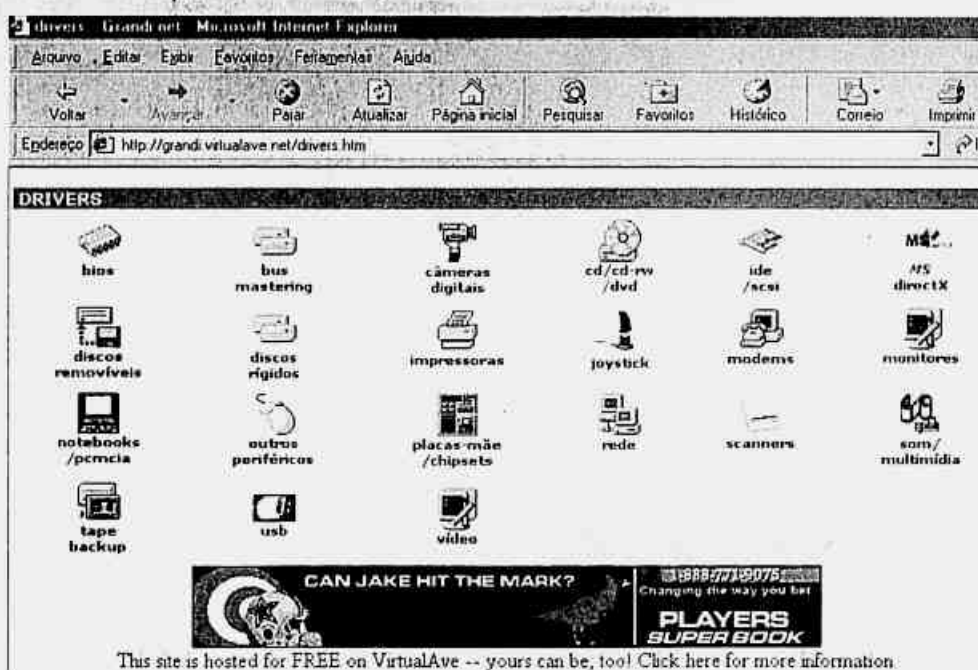 drivers - Grandi net - Microsoft Internet Explorer
Arquivo Editar Exibir Favoritos Ferramentas Ajuda
Voltar Avançar Parar Atualizar Página inicial Pesquisar Favoritos Histórico Correio Imprimir
Endereço http://grandi.virtualave.net/drivers.htm
DRIVERS
bios
bus mastering
câmeras digitais
cd/cd-rw /dvd
ide /scsi
MS directX
discos removíveis
discos rígidos
impressoras
joystick
modems
monitores
notebooks /pcmcia
outros periféricos
placas-mãe /chipsets
rede
scanners
som/ multimídia
tape backup
usb
vídeo
CAN JAKE HIT THE MARK?
1-888-771-9075
Changing the way you bet
PLAYERS
SUPER BOOK
This site is hosted for FREE on VirtualAve -- yours can be, too! Click here for more information